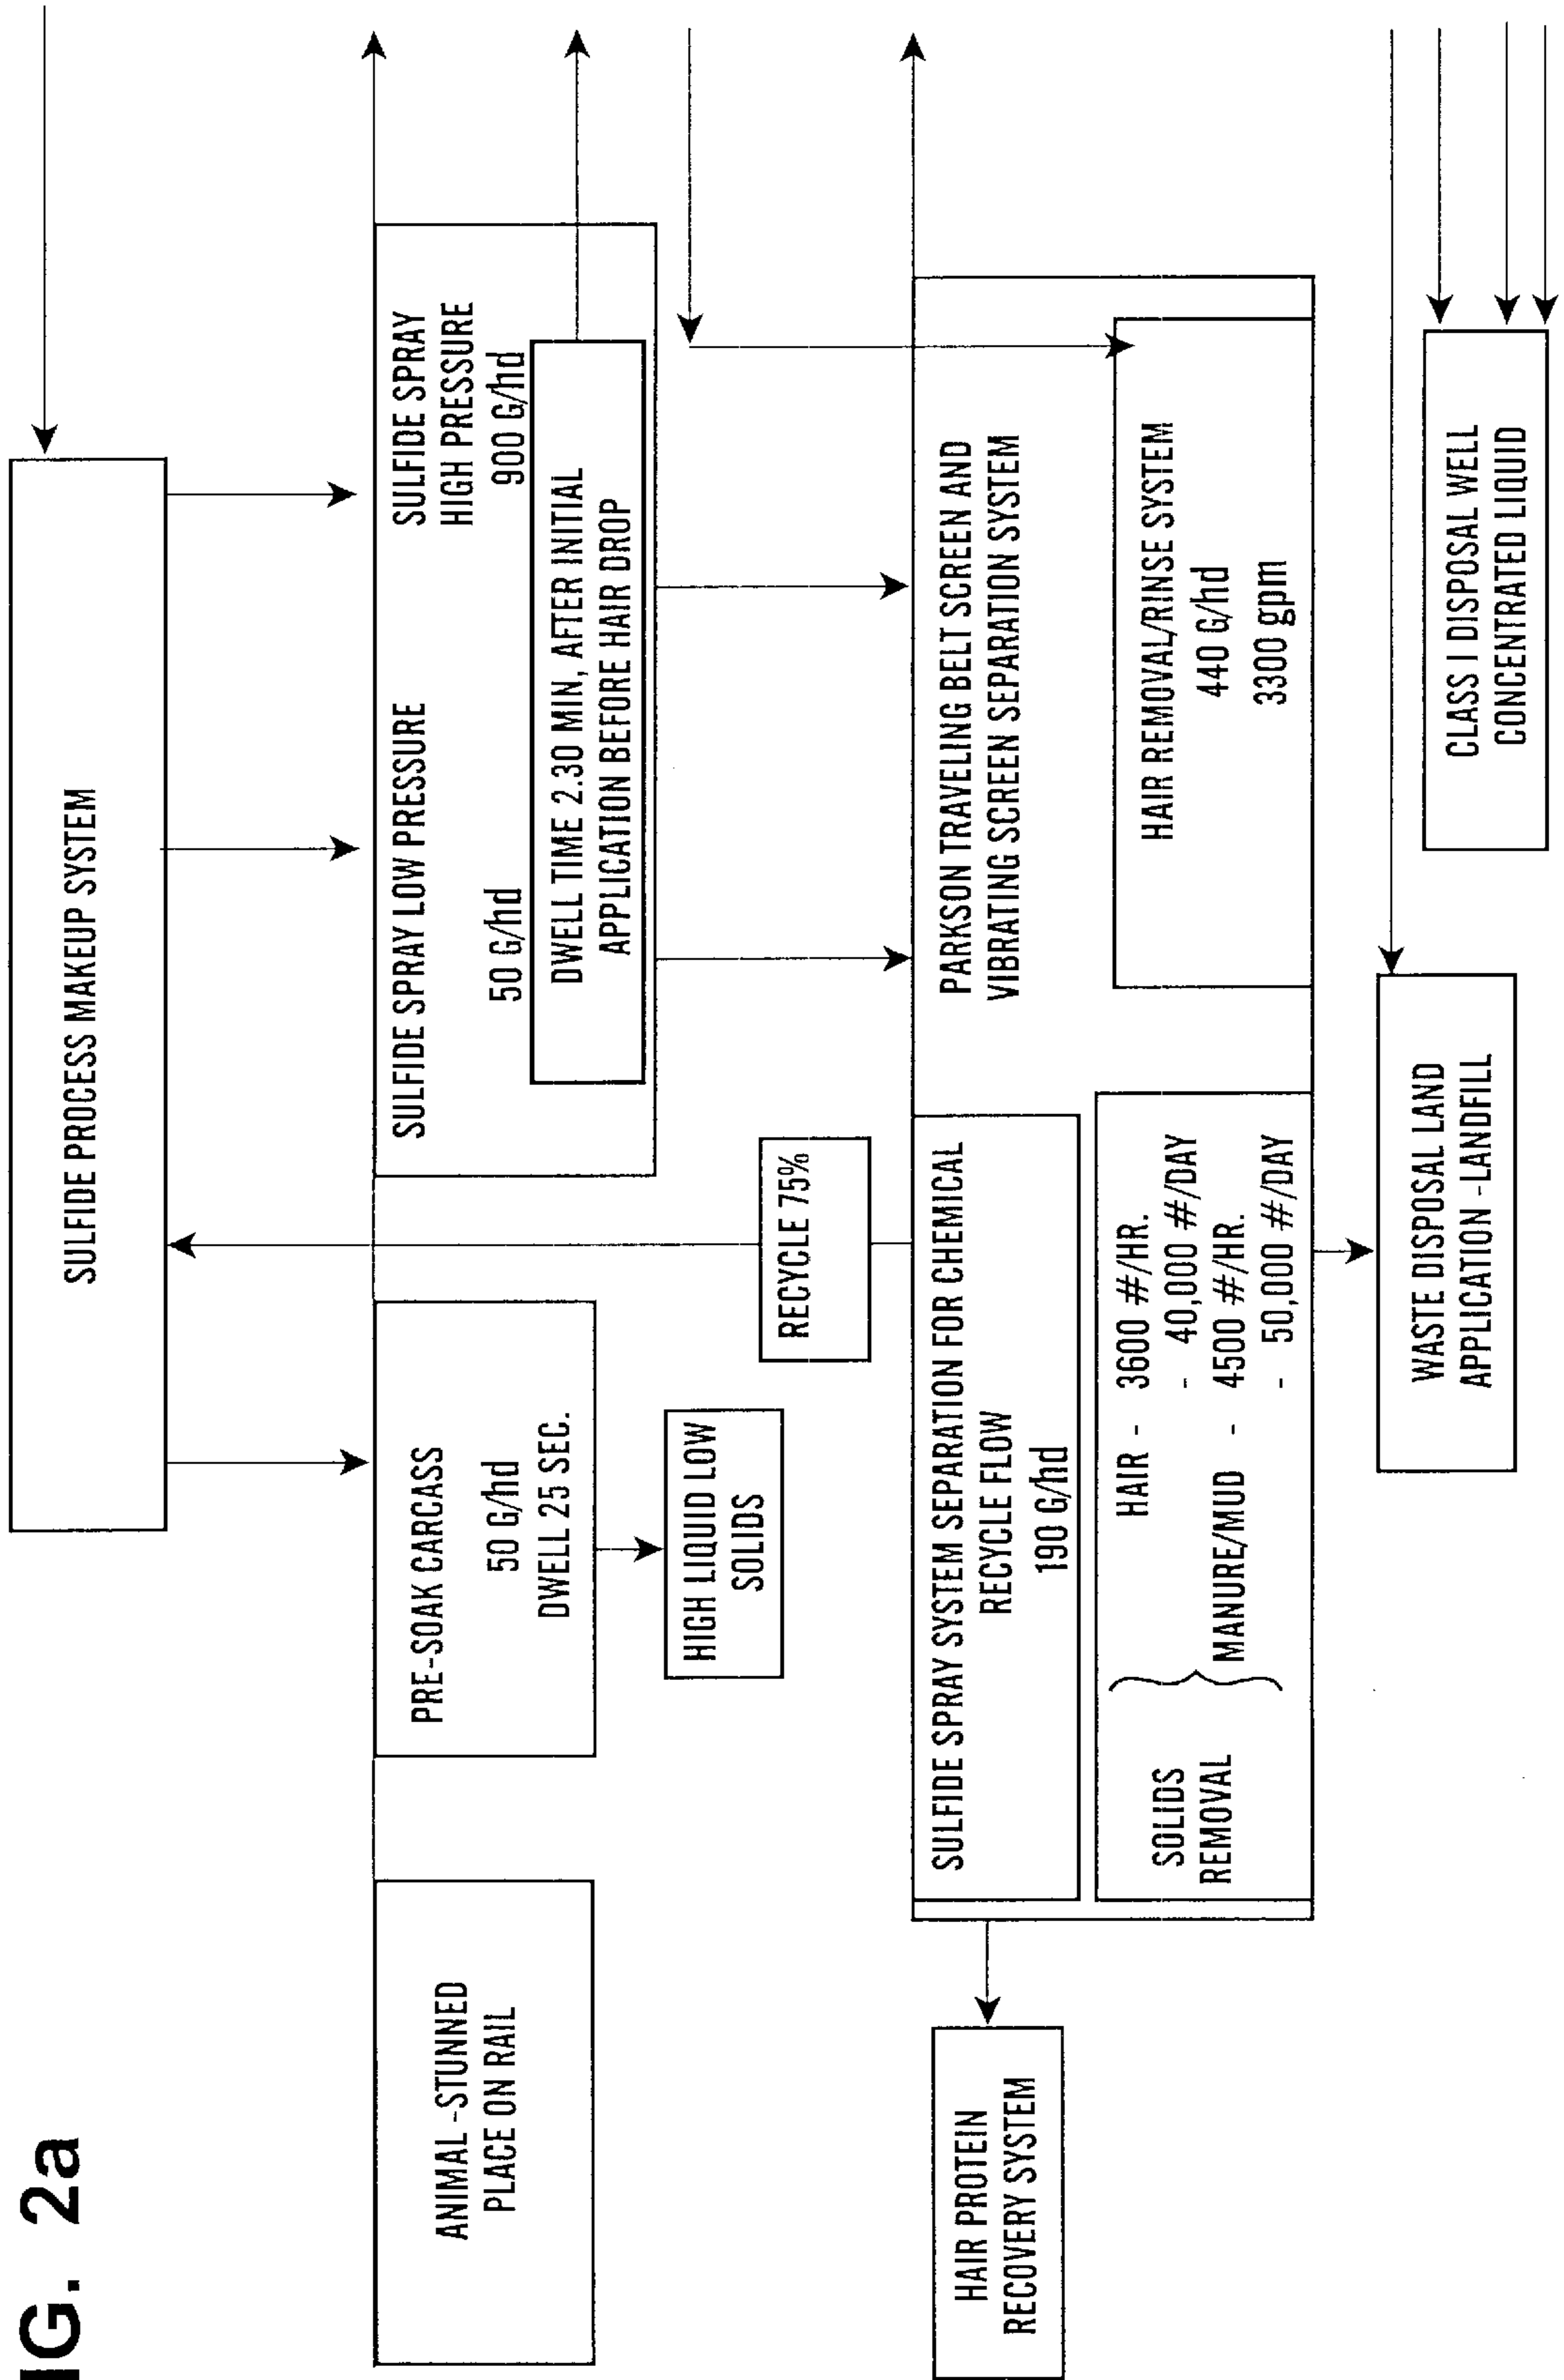 IG. 2a
SULFIDE PROCESS MAKEUP SYSTEM
ANIMAL -STUNNED
PLACE ON RAIL
PRE-SOAK CARCASS
50 G/hd
DWELL 25 SEC.
HIGH LIQUID LOW
SOLIDS
SULFIDE SPRAY LOW PRESSURE
50 G/hd
SULFIDE SPRAY
HIGH PRESSURE
900 G/hd
DWELL TIME 2.30 MIN, AFTER INITIAL
APPLICATION BEFORE HAIR DROP
RECYCLE 75%
HAIR PROTEIN
RECOVERY SYSTEM
SULFIDE SPRAY SYSTEM SEPARATION FOR CHEMICAL
RECYCLE FLOW
190 G/hd
SOLIDS
REMOVAL
HAIR - 3600 #/HR.
- 40,000 #/DAY
MANURE/MUD - 4500 #/HR.
- 50,000 #/DAY
PARKSON TRAVELING BELT SCREEN AND
VIBRATING SCREEN SEPARATION SYSTEM
HAIR REMOVAL/RINSE SYSTEM
440 G/hd
3300 gpm
WASTE DISPOSAL LAND
APPLICATION -LANDFILL
CLASS I DISPOSAL WELL
CONCENTRATED LIQUID